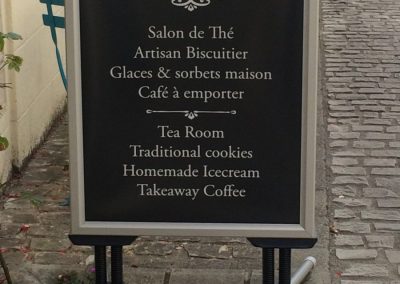 Salon de Thé
Artisan Biscuitier
Glaces & sorbets maison
Café à emporter
Tea Room
Traditional cookies
Homemade Icecream
Takeaway Coffee